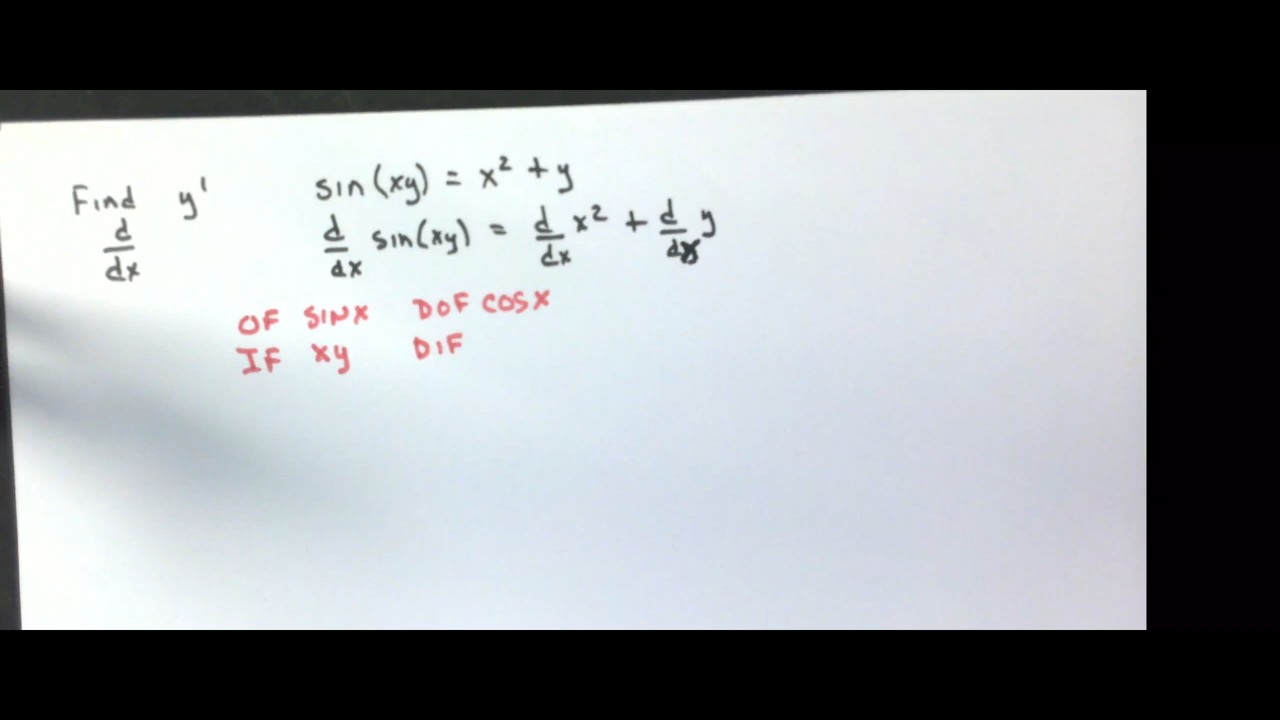 Find y' sin(xy) = x² + y
d/dx d/dx sin(xy) = d/dx x² + d/dx y
OF SINX DOF COSX
IF xy DIF